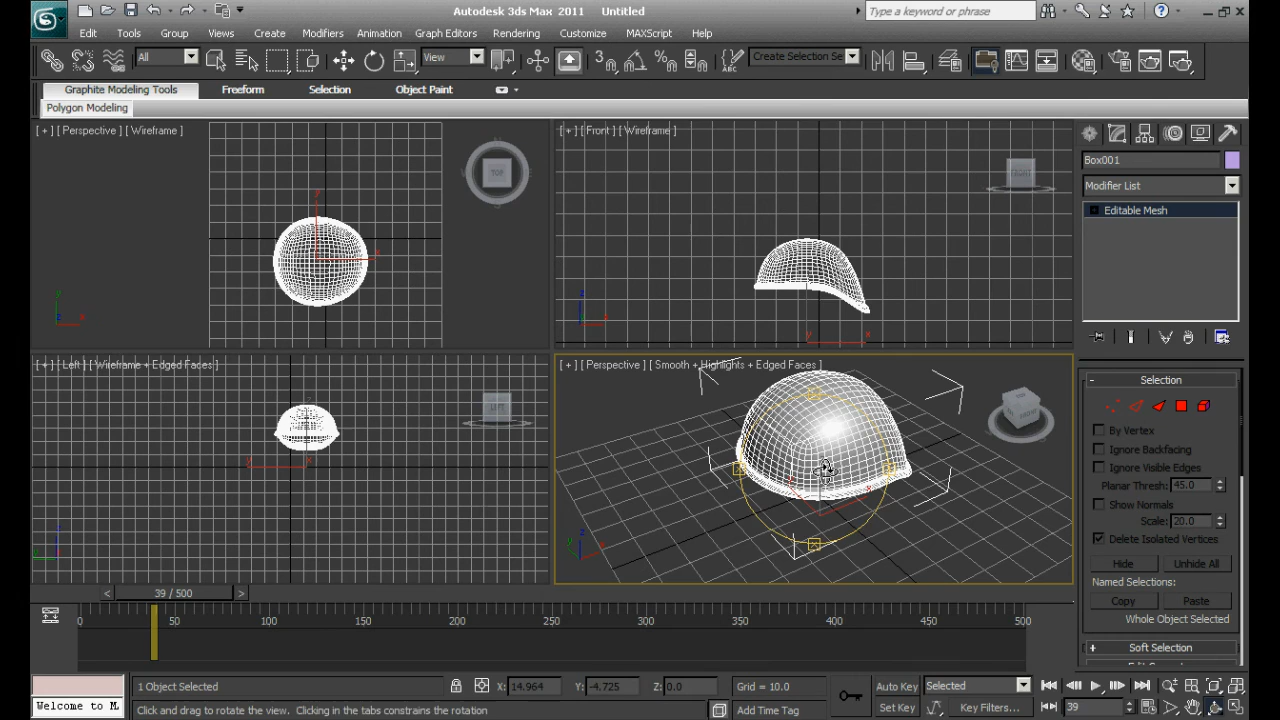 Autodesk 3ds Max 2011 Untitled
Type a keyword or phrase
Edit Tools Group Views Create Modifiers Animation Graph Editors Rendering Customize MAXScript Help
All View Create Selection Se
Graphite Modeling Tools Freeform Selection Object Paint
Polygon Modeling
[ + ] [ Perspective ] [ Wireframe ]
TOP
[ + ] [ Front ] [ Wireframe ]
FRONT
Box001
Modifier List
Editable Mesh
[ + ] [ Left ] [ Wireframe + Edged Faces ]
LEFT
[ + ] [ Perspective ] [ Smooth + Highlights + Edged Faces ]
Selection
By Vertex
Ignore Backfacing
Ignore Visible Edges
Planar Thresh: 45.0
Show Normals
Scale: 20.0
Delete Isolated Vertices
Hide Unhide All
Named Selections:
Copy Paste
Whole Object Selected
Soft Selection
39 / 500
0 50 100 150 200 250 300 350 400 450 500
1 Object Selected X: 14.964 Y: -4.725 Z: 0.0 Grid = 10.0 Auto Key Selected
Welcome to M Click and drag to rotate the view. Clicking in the tabs constrains the rotation Add Time Tag Set Key Key Filters... 39